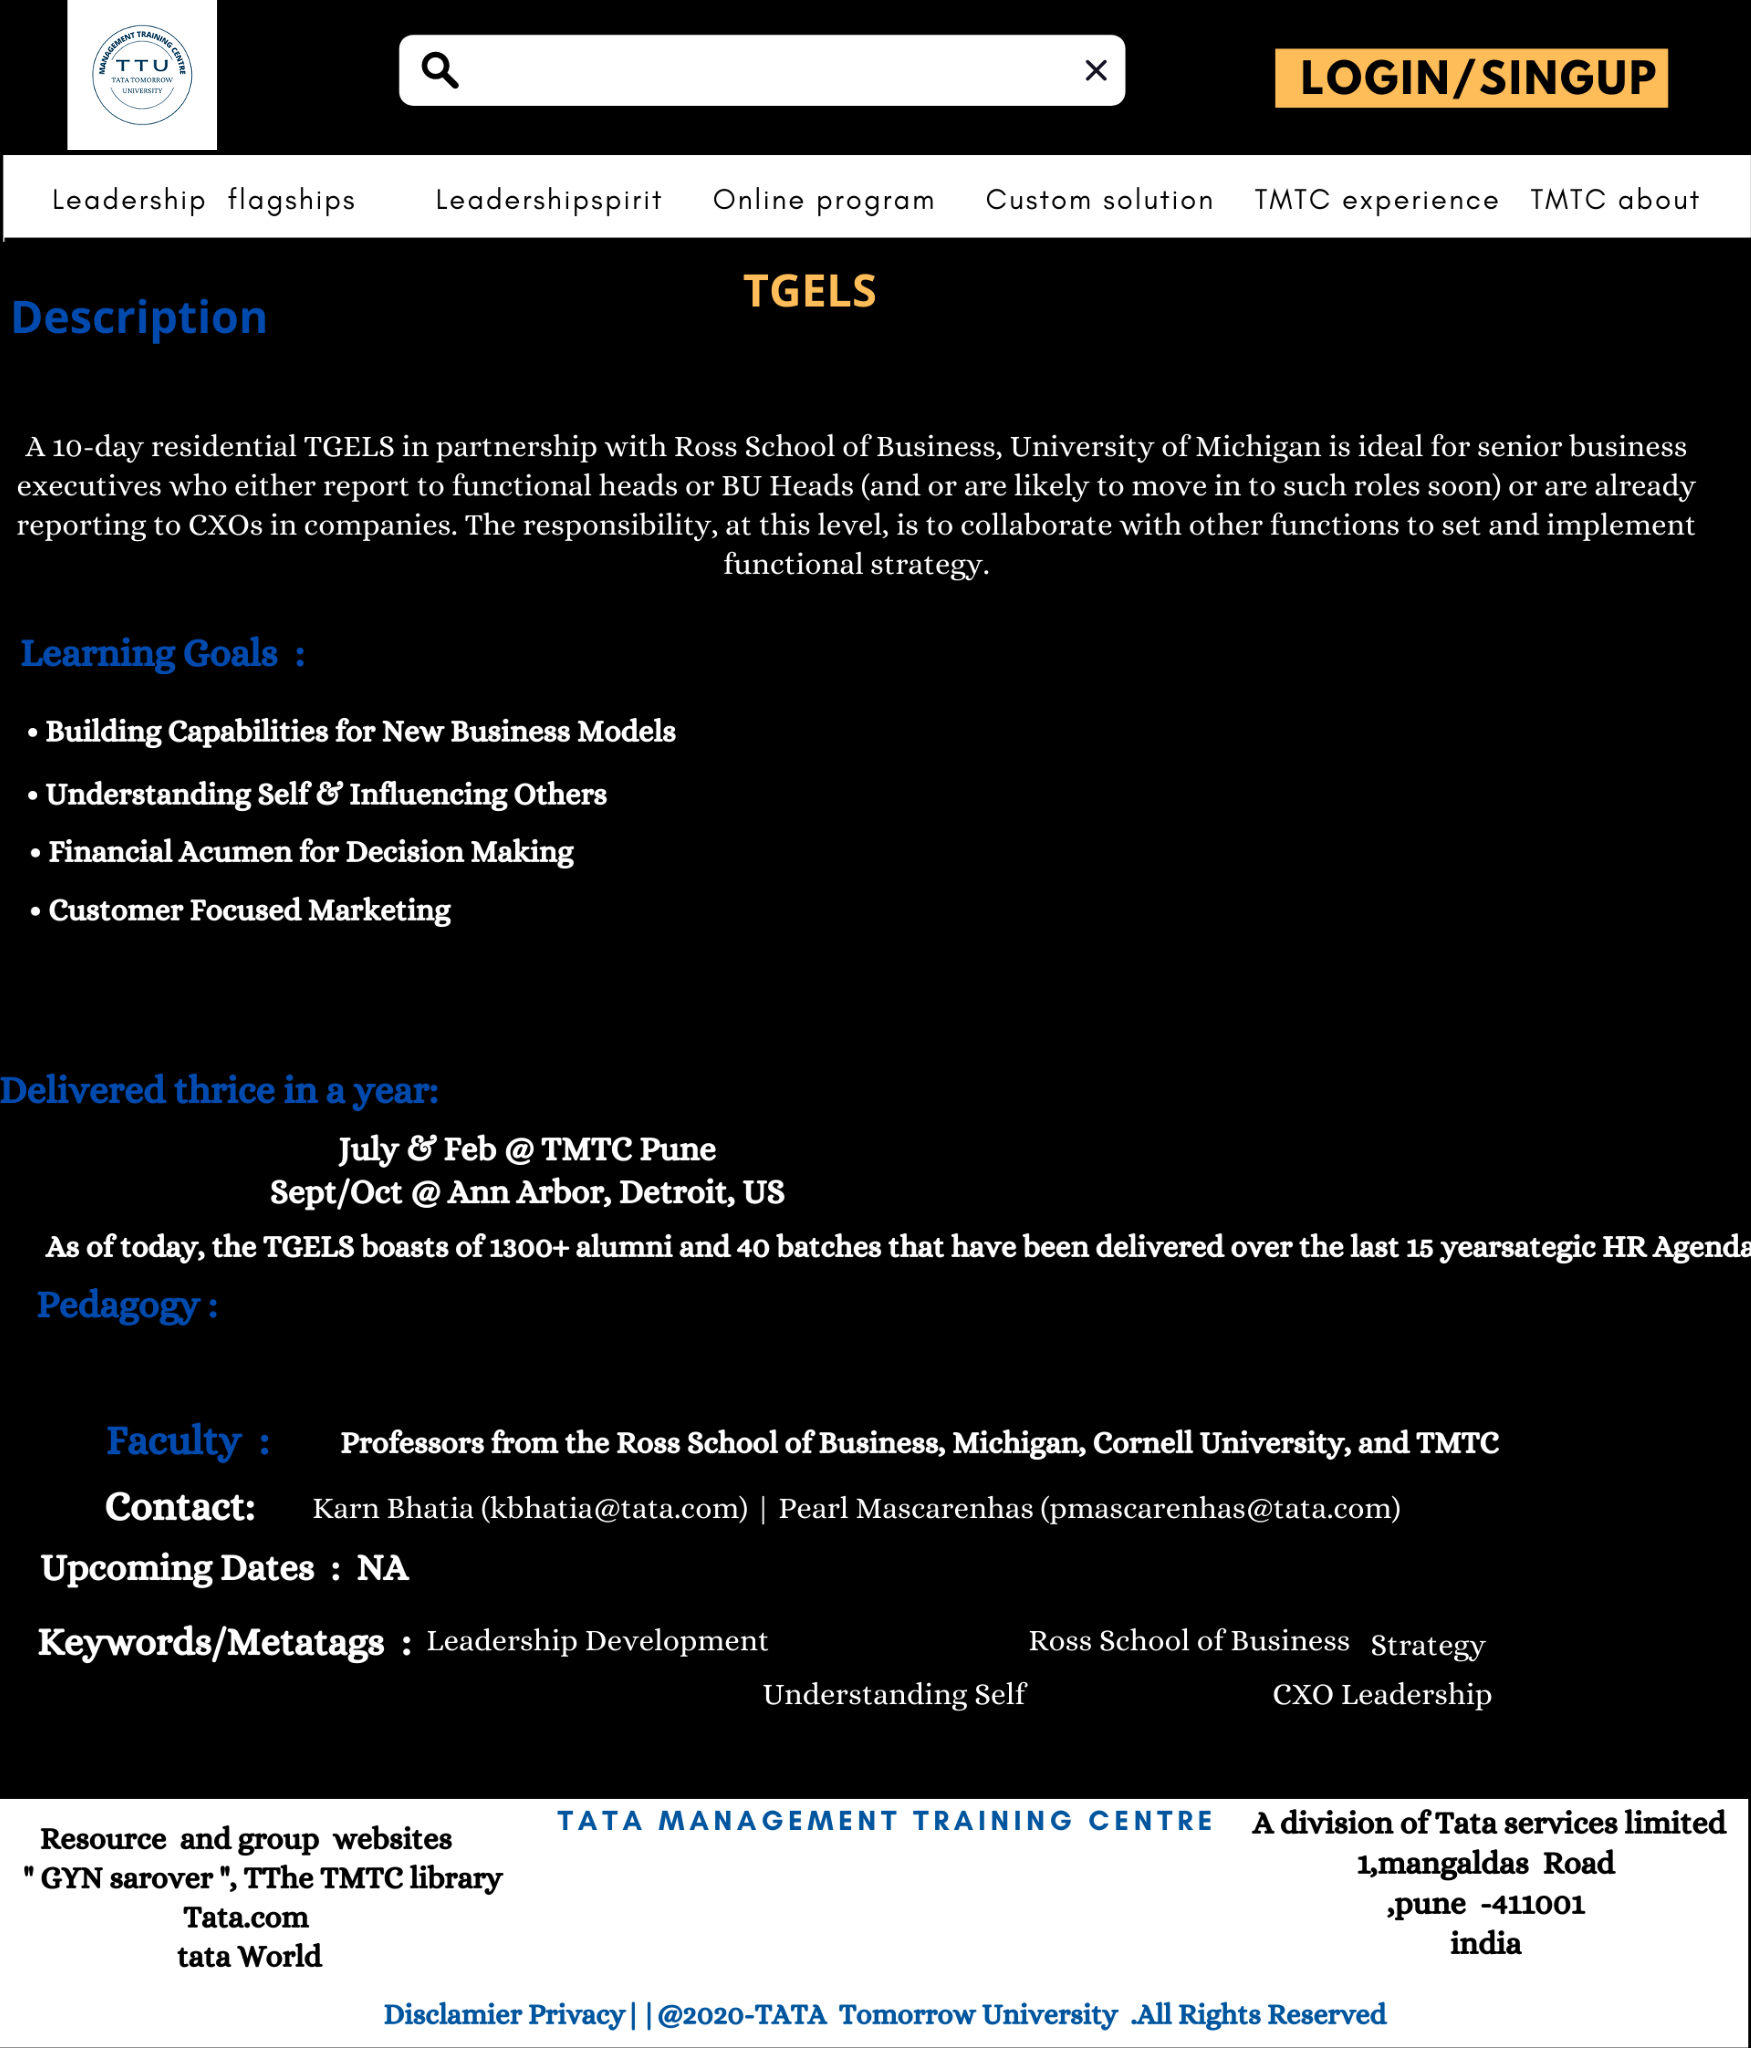 MANAGEMENT TRAINING CENTRE
TTU
TATA TOMORROW
UNIVERSITY
LOGIN/SINGUP
Leadership flagships Leadershipspirit Online program Custom solution TMTC experience TMTC about
TGELS
Description
A 10-day residential TGELS in partnership with Ross School of Business, University of Michigan is ideal for senior business
executives who either report to functional heads or BU Heads (and or are likely to move in to such roles soon) or are already
reporting to CXOs in companies. The responsibility, at this level, is to collaborate with other functions to set and implement
functional strategy.
Learning Goals :
• Building Capabilities for New Business Models
• Understanding Self & Influencing Others
• Financial Acumen for Decision Making
• Customer Focused Marketing
Delivered thrice in a year:
July & Feb @ TMTC Pune
Sept/Oct @ Ann Arbor, Detroit, US
As of today, the TGELS boasts of 1300+ alumni and 40 batches that have been delivered over the last 15 yearsategic HR Agenda
Pedagogy :
Faculty : Professors from the Ross School of Business, Michigan, Cornell University, and TMTC
Contact: Karn Bhatia (kbhatia@tata.com) | Pearl Mascarenhas (pmascarenhas@tata.com)
Upcoming Dates : NA
Keywords/Metatags : Leadership Development Ross School of Business Strategy
Understanding Self CXO Leadership
TATA MANAGEMENT TRAINING CENTRE
Resource and group websites
" GYN sarover ", TThe TMTC library
Tata.com
tata World
A division of Tata services limited
1,mangaldas Road
,pune -411001
india
Disclamier Privacy||@2020-TATA Tomorrow University .All Rights Reserved